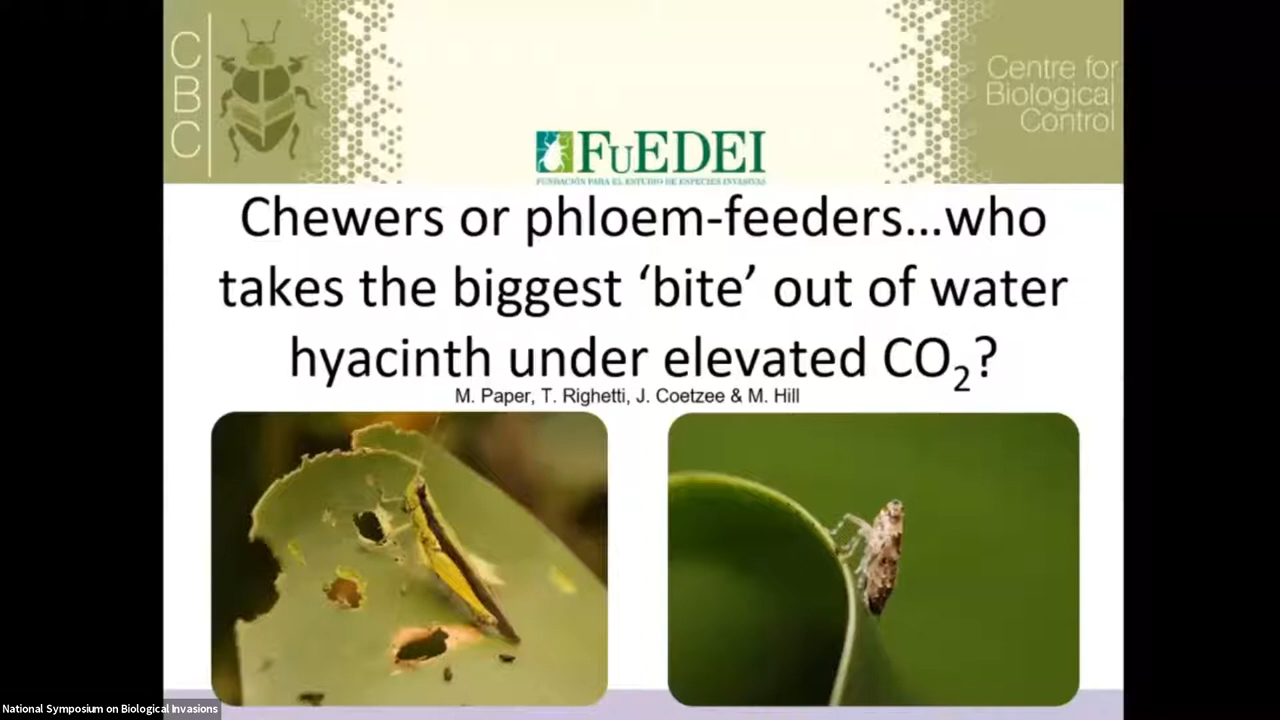 C
B
C
Centre for
Biological
Control
FUEDEI
FUNDACIÓN PARA EL ESTUDIO DE ESPECIES INVASIVAS
Chewers or phloem-feeders...who
takes the biggest ‘bite’ out of water
hyacinth under elevated CO₂?
M. Paper, T. Righetti, J. Coetzee & M. Hill
National Symposium on Biological Invasions